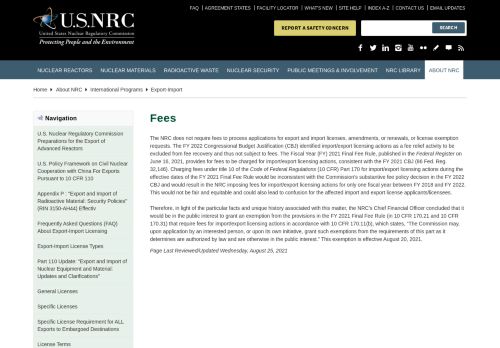 FAQ | AGREEMENT STATES | FACILITY LOCATOR | WHAT'S NEW | SITE HELP | INDEX A-Z | CONTACT US | EMAIL UPDATES
U.S.NRC
United States Nuclear Regulatory Commission
Protecting People and the Environment
REPORT A SAFETY CONCERN
SEARCH
NUCLEAR REACTORS NUCLEAR MATERIALS RADIOACTIVE WASTE NUCLEAR SECURITY PUBLIC MEETINGS & INVOLVEMENT NRC LIBRARY ABOUT NRC
Home ▶ About NRC ▶ International Programs ▶ Export-Import
Navigation
U.S. Nuclear Regulatory Commission
Preparations for the Export of
Advanced Reactors
U.S. Policy Framework on Civil Nuclear
Cooperation with China For Exports
Pursuant to 10 CFR 110
Appendix P : "Export and Import of
Radioactive Material: Security Policies"
(RIN 3150-AH44) Effective
Frequently Asked Questions (FAQ)
About Export-Import Licensing
Export-Import License Types
Part 110 Update: "Export and Import of
Nuclear Equipment and Material:
Updates and Clarifications"
General Licenses
Specific Licenses
Specific License Requirement for ALL
Exports to Embargoed Destinations
License Terms
Fees
The NRC does not require fees to process applications for export and import licenses, amendments, or renewals, or license exemption
requests. The FY 2022 Congressional Budget Justification (CBJ) identified import/export licensing actions as a fee relief activity to be
excluded from fee recovery and thus not subject to fees. The Fiscal Year (FY) 2021 Final Fee Rule, published in the Federal Register on
June 16, 2021, provided for fees to be charged for import/export licensing actions, consistent with the FY 2021 CBJ (86 Fed. Reg.
32,146). Charging fees under title 10 of the Code of Federal Regulations (10 CFR) Part 170 for import/export licensing actions during the
effective dates of the FY 2021 Final Fee Rule would be inconsistent with the Commission's subsequent fee policy decision in the FY 2022
CBJ and would result in the NRC imposing fees for import/export licensing actions for only one fiscal year between FY 2018 and FY 2022.
This would not be fair and equitable and could also lead to confusion for the affected import and export license applicants/licensees.
Therefore, in light of the particular facts and unique history associated with this matter, the NRC's Chief Financial Officer concluded that it
would be in the public interest to grant an exemption from the provisions in the FY 2021 Final Fee Rule (in 10 CFR 170.21 and 10 CFR
170.31) that require fees for import/export licensing actions in accordance with 10 CFR 170.11(b), which states, "The Commission may,
upon application by an interested person, or upon its own initiative, grant such exemptions from the requirements of this part as it
determines are authorized by law and are otherwise in the public interest." This exemption is effective August 20, 2021.
Page Last Reviewed/Updated Wednesday, August 25, 2021